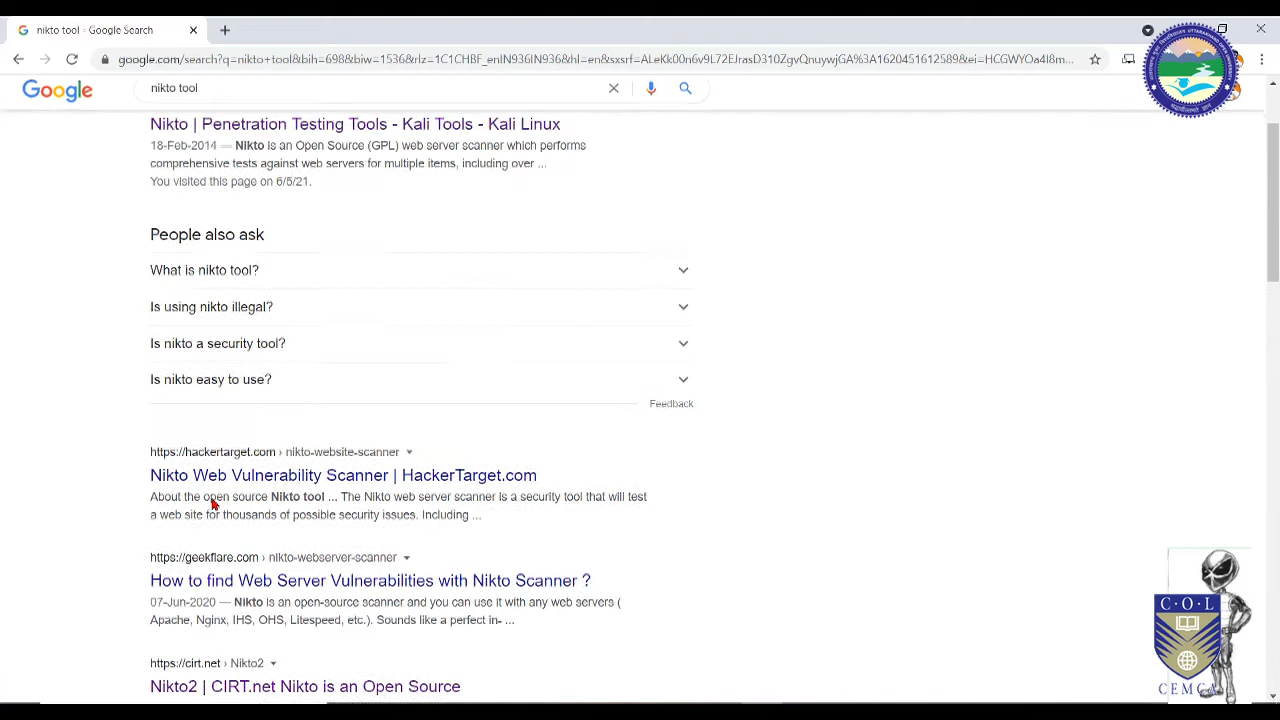 nikto tool - Google Search
google.com/search?q=nikto+tool&bih=698&biw=1536&rlz=1C1CHBF_enIN936IN936&hl=en&sxsrf=ALeKk00n6v9L72EJrasD310ZgvQnuywjGA%3A1620451612589&ei=HCGWYOa4I8m...
Google
nikto tool
Nikto | Penetration Testing Tools - Kali Tools - Kali Linux
18-Feb-2014 — Nikto is an Open Source (GPL) web server scanner which performs
comprehensive tests against web servers for multiple items, including over ...
You visited this page on 6/5/21.
People also ask
What is nikto tool?
Is using nikto illegal?
Is nikto a security tool?
Is nikto easy to use?
Feedback
https://hackertarget.com › nikto-website-scanner
Nikto Web Vulnerability Scanner | HackerTarget.com
About the open source Nikto tool ... The Nikto web server scanner is a security tool that will test
a web site for thousands of possible security issues. Including ...
https://geekflare.com › nikto-webserver-scanner
How to find Web Server Vulnerabilities with Nikto Scanner ?
07-Jun-2020 — Nikto is an open-source scanner and you can use it with any web servers (
Apache, Nginx, IHS, OHS, Litespeed, etc.). Sounds like a perfect in- ...
https://cirt.net › Nikto2
Nikto2 | CIRT.net Nikto is an Open Source
C·O·L
CEMCA